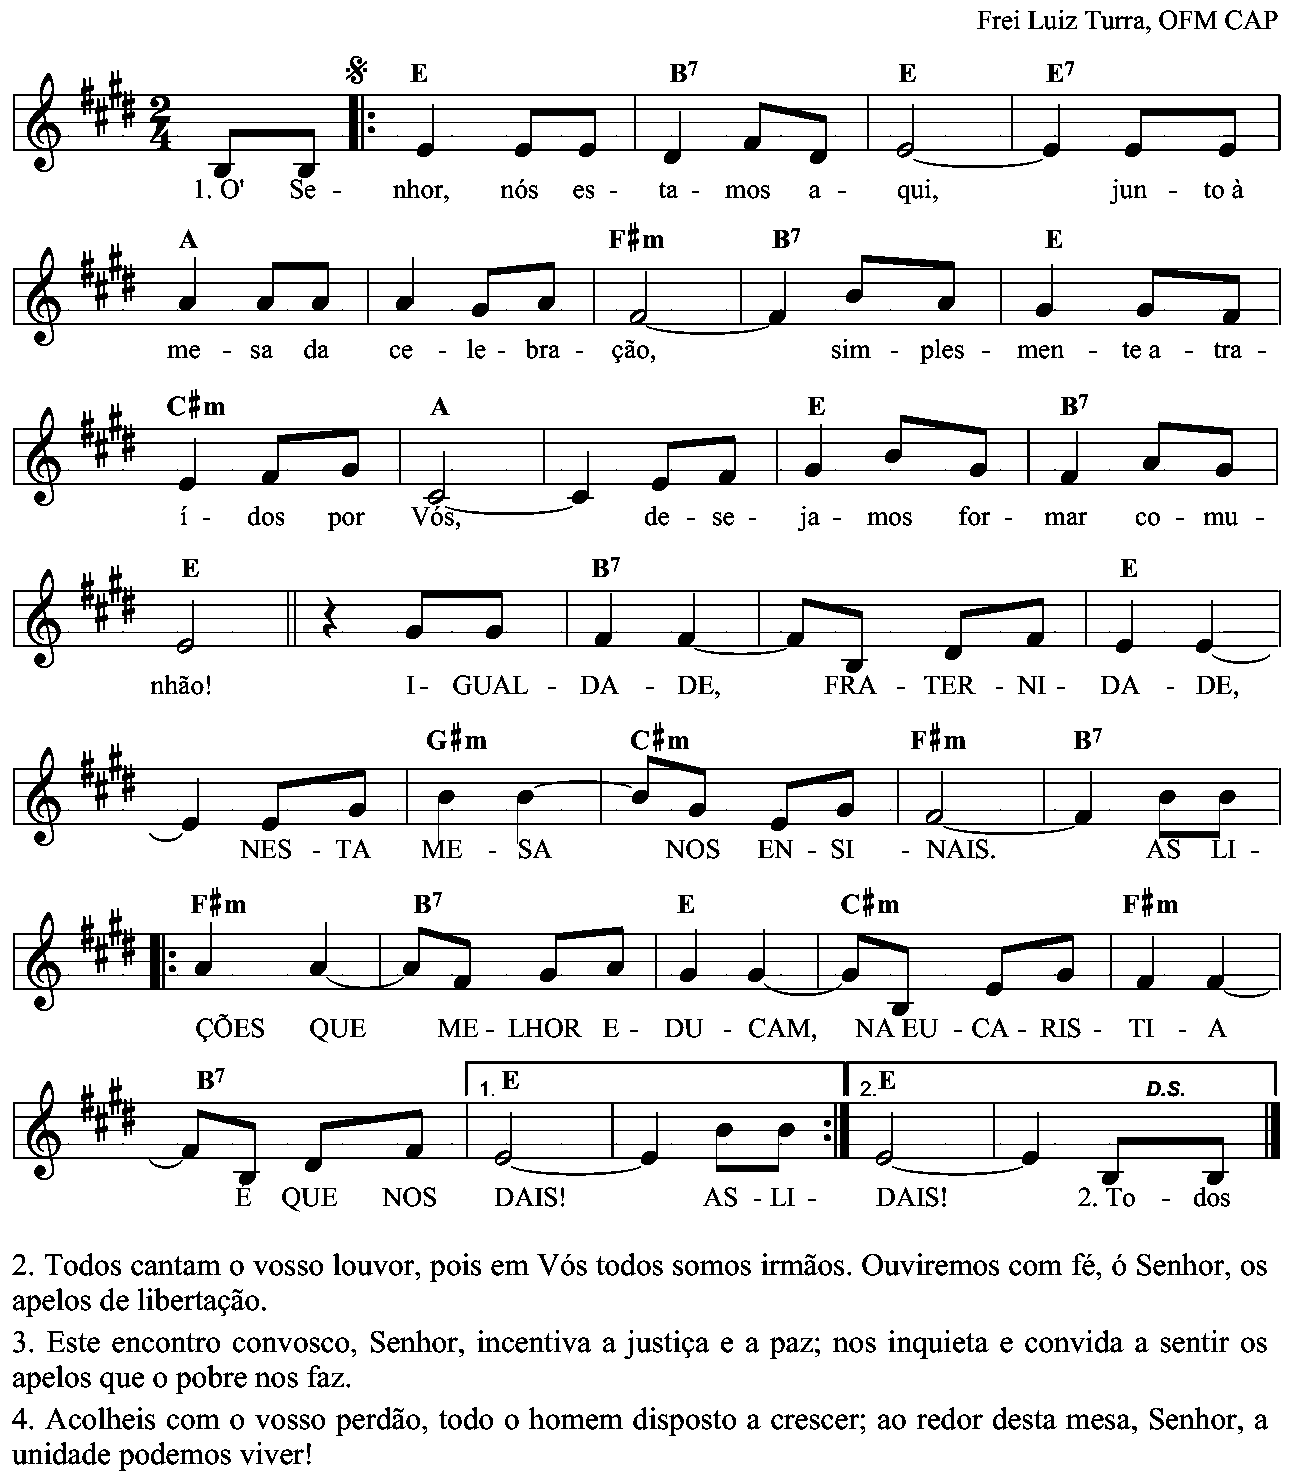 Frei Luiz Turra, OFM CAP
E B7 E E7
2/4
1. O' Se - nhor, nós es - ta - mos a - qui, jun - to à
A F#m B7 E
me - sa da ce - le - bra - ção, sim - ples - men - te a - tra -
C#m A E B7
í - dos por Vós, de - se - ja - mos for - mar co - mu -
E B7 E
nhão! I - GUAL - DA - DE, FRA - TER - NI - DA - DE,
G#m C#m F#m B7
NES - TA ME - SA NOS EN - SI - NAIS. AS LI -
F#m B7 E C#m F#m
ÇÕES QUE ME - LHOR E - DU - CAM, NA EU - CA - RIS - TI - A
B7 1. E 2. E D.S.
É QUE NOS DAIS! AS - LI - DAIS! 2. To - dos
2. Todos cantam o vosso louvor, pois em Vós todos somos irmãos. Ouviremos com fé, ó Senhor, os
apelos de libertação.
3. Este encontro convosco, Senhor, incentiva a justiça e a paz; nos inquieta e convida a sentir os
apelos que o pobre nos faz.
4. Acolheis com o vosso perdão, todo o homem disposto a crescer; ao redor desta mesa, Senhor, a
unidade podemos viver!